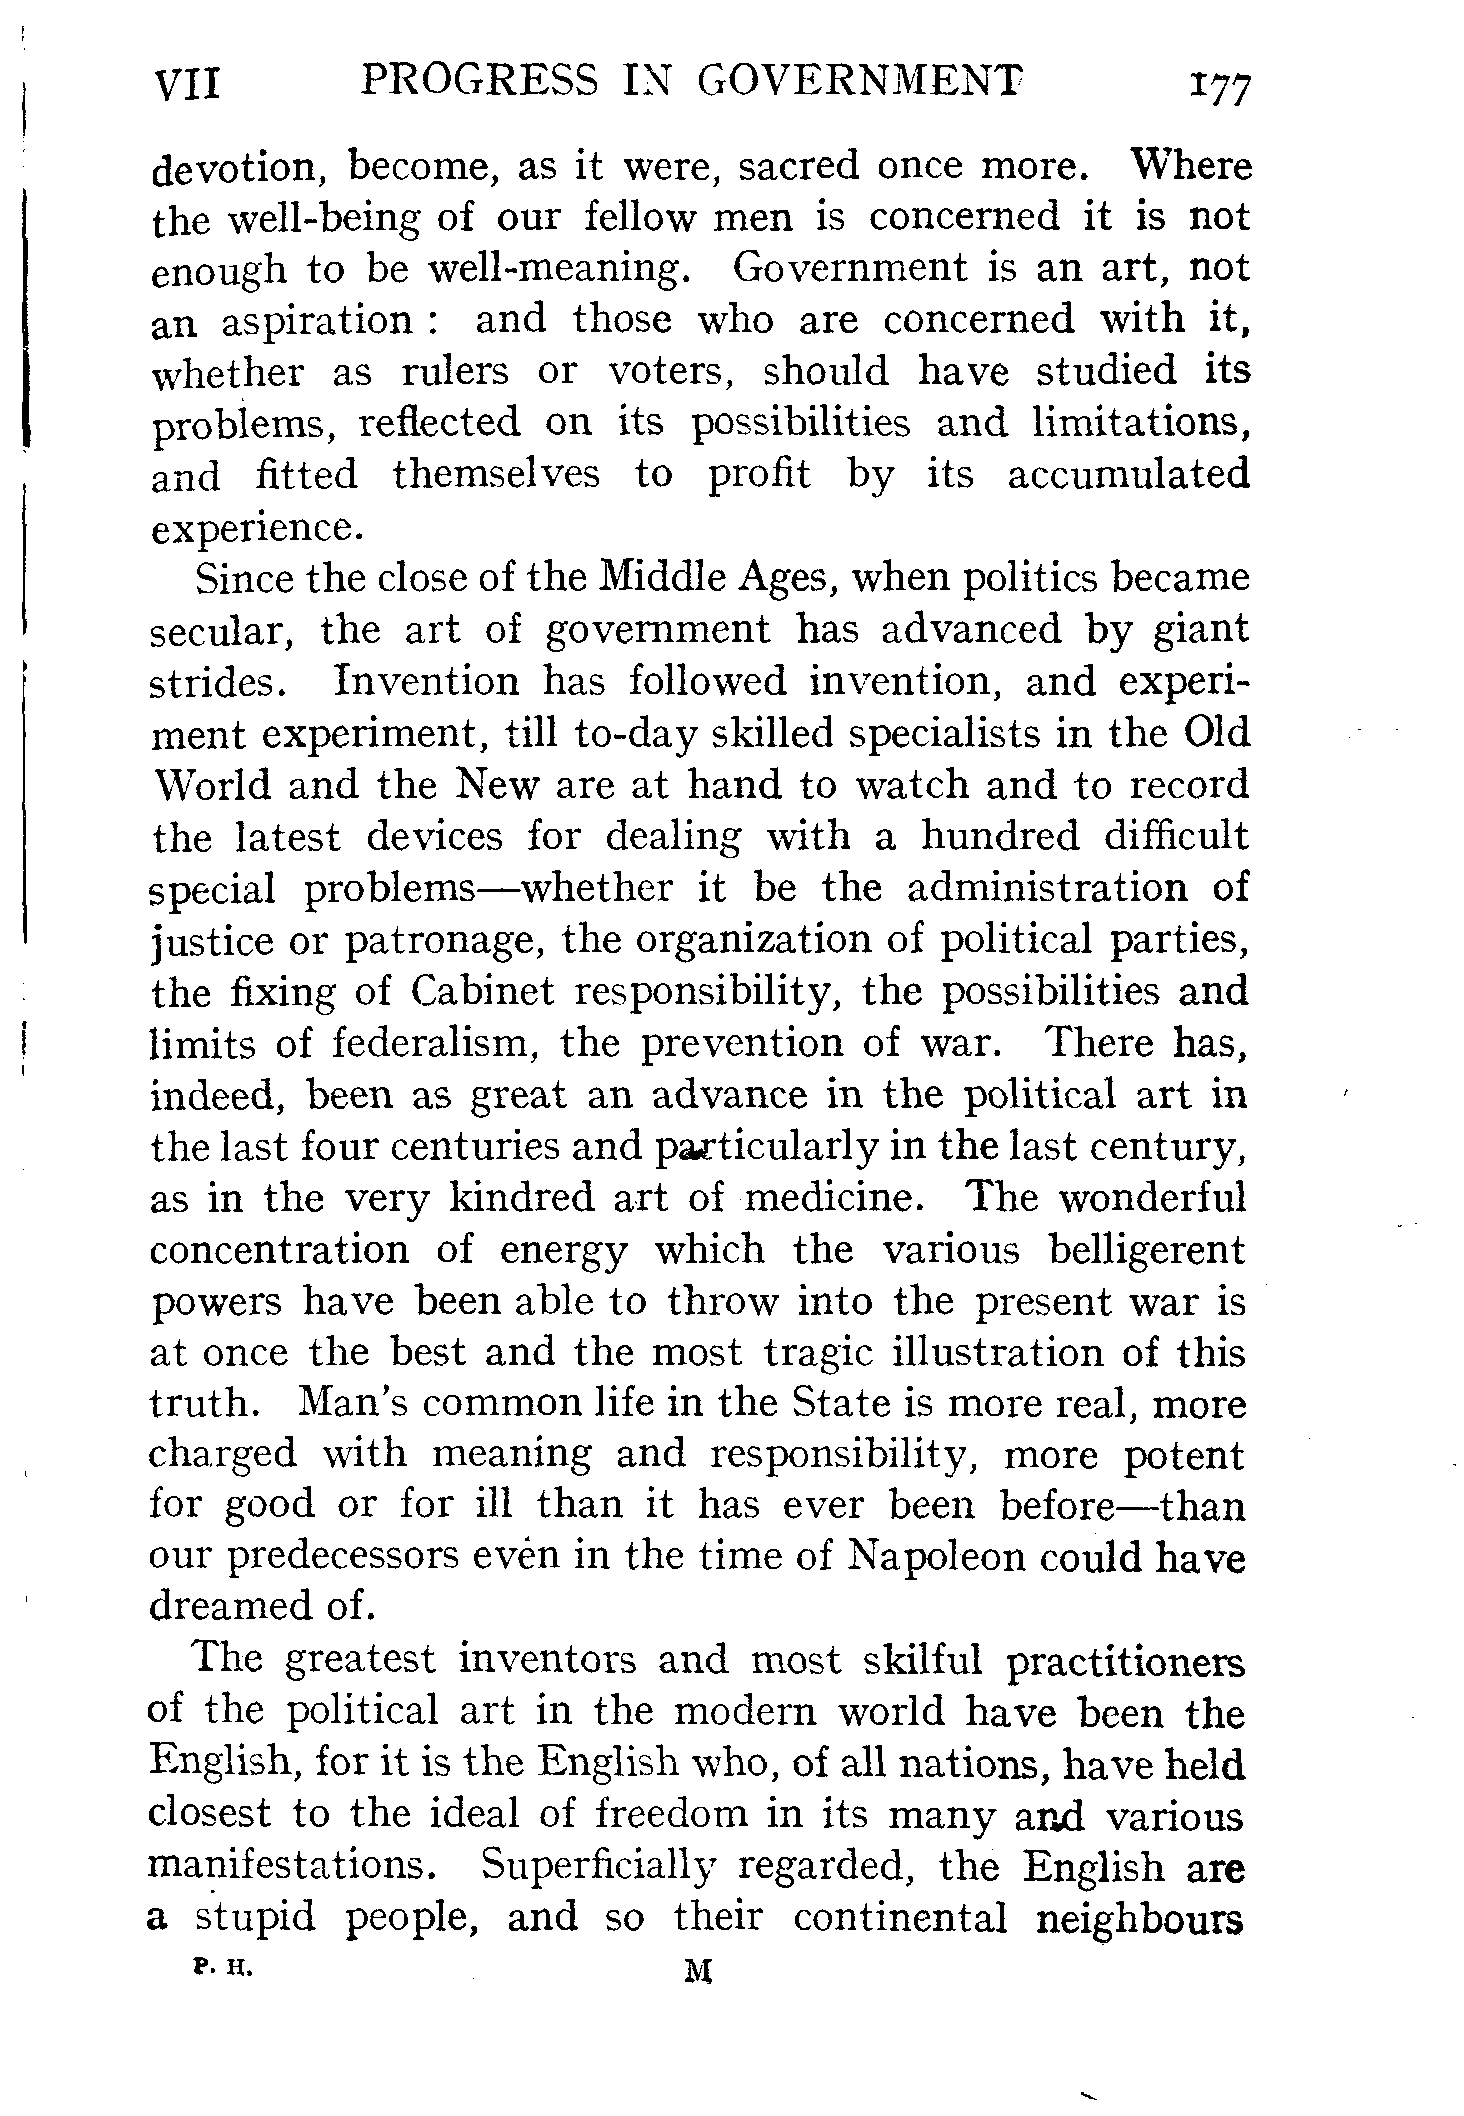 VII PROGRESS IN GOVERNMENT 177
devotion, become, as it were, sacred once more. Where
the well-being of our fellow men is concerned it is not
enough to be well-meaning. Government is an art, not
an aspiration : and those who are concerned with it,
whether as rulers or voters, should have studied its
problems, reflected on its possibilities and limitations,
and fitted themselves to profit by its accumulated
experience.
Since the close of the Middle Ages, when politics became
secular, the art of government has advanced by giant
strides. Invention has followed invention, and experi-
ment experiment, till to-day skilled specialists in the Old
World and the New are at hand to watch and to record
the latest devices for dealing with a hundred difficult
special problems—whether it be the administration of
justice or patronage, the organization of political parties,
the fixing of Cabinet responsibility, the possibilities and
limits of federalism, the prevention of war. There has,
indeed, been as great an advance in the political art in
the last four centuries and particularly in the last century,
as in the very kindred art of medicine. The wonderful
concentration of energy which the various belligerent
powers have been able to throw into the present war is
at once the best and the most tragic illustration of this
truth. Man's common life in the State is more real, more
charged with meaning and responsibility, more potent
for good or for ill than it has ever been before—than
our predecessors even in the time of Napoleon could have
dreamed of.
The greatest inventors and most skilful practitioners
of the political art in the modern world have been the
English, for it is the English who, of all nations, have held
closest to the ideal of freedom in its many and various
manifestations. Superficially regarded, the English are
a stupid people, and so their continental neighbours
P. H. M